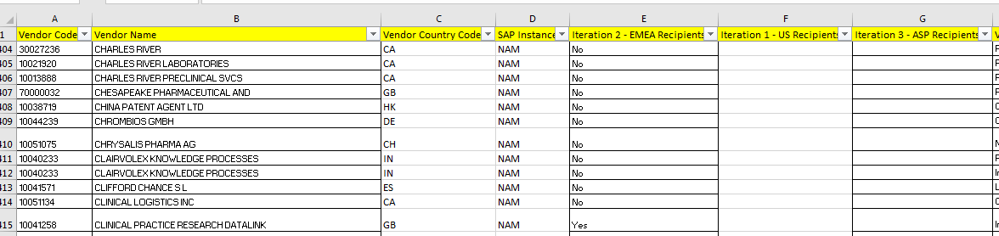 A B C D E F G
1 Vendor Code Vendor Name Vendor Country Code SAP Instance Iteration 2 - EMEA Recipients Iteration 1 - US Recipients Iteration 3 - ASP Recipients
404 30027236 CHARLES RIVER CA NAM No
405 10021920 CHARLES RIVER LABORATORIES CA NAM No
406 10013888 CHARLES RIVER PRECLINICAL SVCS CA NAM No
407 70000032 CHESAPEAKE PHARMACEUTICAL AND GB NAM No
408 10038719 CHINA PATENT AGENT LTD HK NAM No
409 10044239 CHROMBIOS GMBH DE NAM No
410 10051075 CHRYSALIS PHARMA AG CH NAM No
411 10040233 CLAIRVOLEX KNOWLEDGE PROCESSES IN NAM No
412 10040233 CLAIRVOLEX KNOWLEDGE PROCESSES IN NAM No
413 10041571 CLIFFORD CHANCE S L ES NAM No
414 10051134 CLINICAL LOGISTICS INC CA NAM No
415 10041258 CLINICAL PRACTICE RESEARCH DATALINK GB NAM Yes